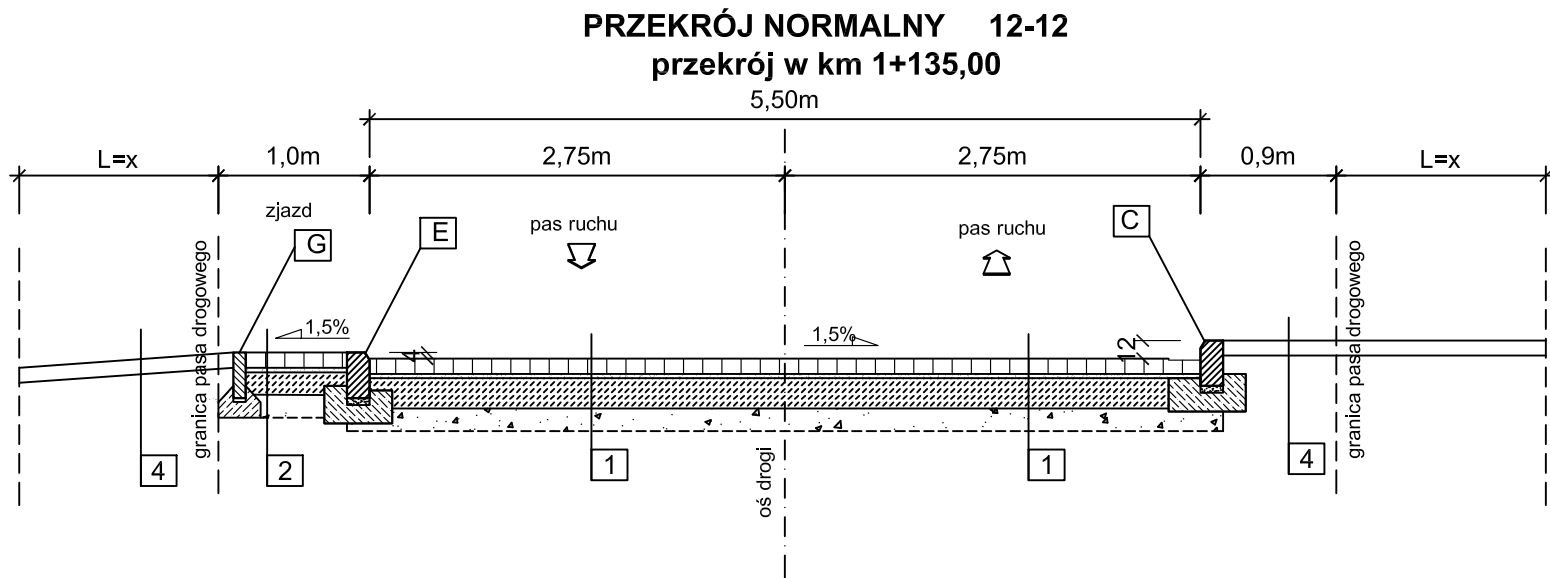 PRZEKRÓJ NORMALNY 12-12
przekrój w km 1+135,00
5,50m
L=x 1,0m 2,75m 2,75m 0,9m L=x
zjazd
G
E
pas ruchu
pas ruchu
C
granica pasa drogowego
granica pasa drogowego
1,5%
4
1,5%
12
4
2
1
oś drogi
1
4